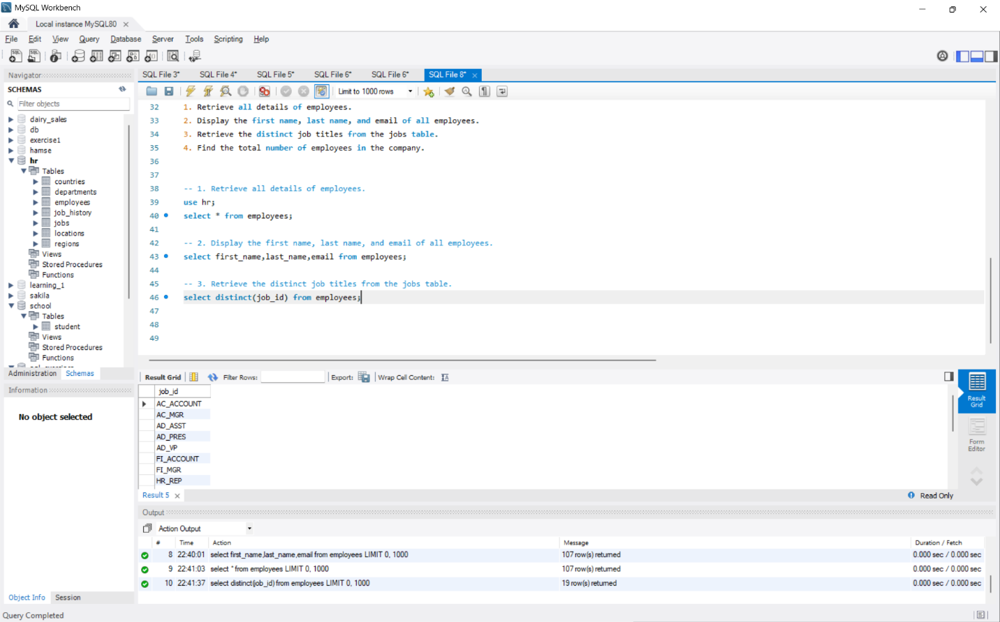 MySQL Workbench
Local instance MySQL80
File Edit View Query Database Server Tools Scripting Help
Navigator
SCHEMAS
Filter objects
dairy_sales
db
exercise1
hamse
hr
Tables
countries
departments
employees
job_history
jobs
locations
regions
Views
Stored Procedures
Functions
learning_1
sakila
school
Tables
student
Views
Stored Procedures
Functions
Administration Schemas
Information
No object selected
Object Info Session
SQL File 3* SQL File 4* SQL File 5* SQL File 6* SQL File 6* SQL File 8*
Limit to 1000 rows
32 1. Retrieve all details of employees.
33 2. Display the first name, last name, and email of all employees.
34 3. Retrieve the distinct job titles from the jobs table.
35 4. Find the total number of employees in the company.
36
37
38 -- 1. Retrieve all details of employees.
39 use hr;
40 select * from employees;
41
42 -- 2. Display the first name, last name, and email of all employees.
43 select first_name,last_name,email from employees;
44
45 -- 3. Retrieve the distinct job titles from the jobs table.
46 select distinct(job_id) from employees;
47
48
49
Result Grid Filter Rows: Export: Wrap Cell Content:
job_id
AC_ACCOUNT
AC_MGR
AD_ASST
AD_PRES
AD_VP
FI_ACCOUNT
FI_MGR
HR_REP
Result
Grid
Form
Editor
Result 5 Read Only
Output
Action Output
# Time Action Message Duration / Fetch
8 22:40:01 select first_name,last_name,email from employees LIMIT 0, 1000 107 row(s) returned 0.000 sec / 0.000 sec
9 22:41:03 select * from employees LIMIT 0, 1000 107 row(s) returned 0.000 sec / 0.000 sec
10 22:41:37 select distinct(job_id) from employees LIMIT 0, 1000 19 row(s) returned 0.000 sec / 0.000 sec
Query Completed